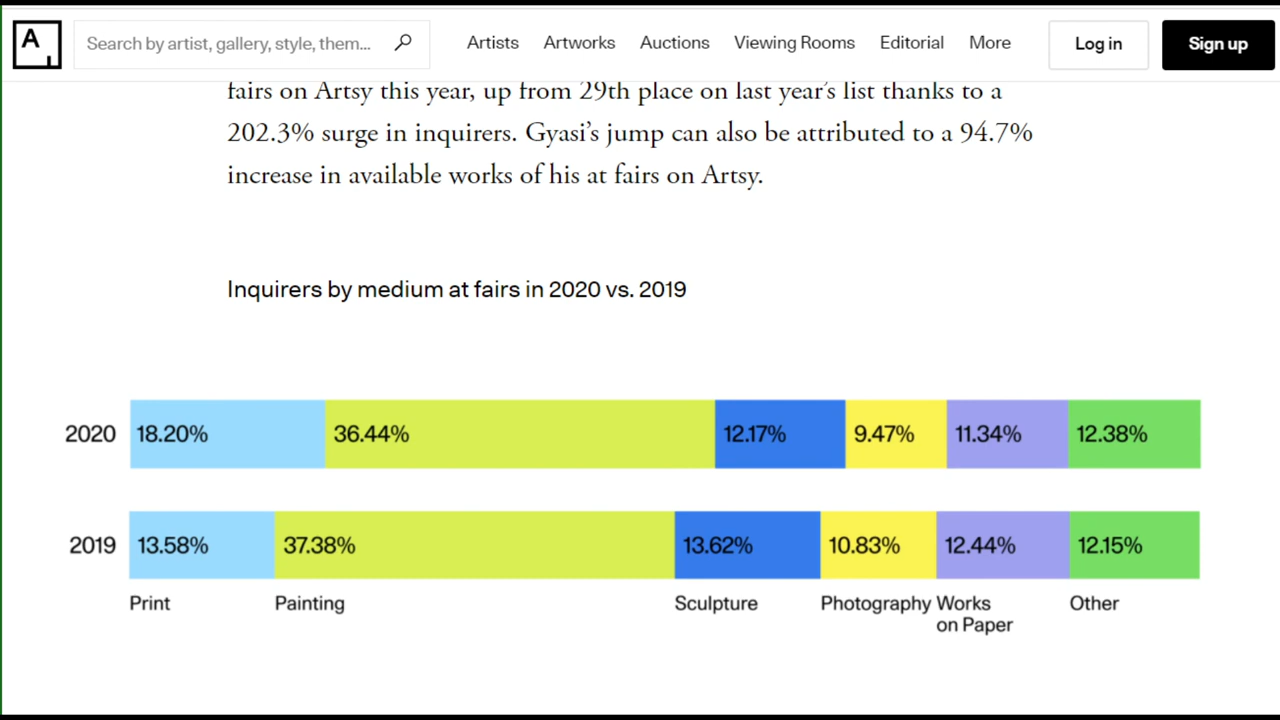 A
Search by artist, gallery, style, them...
Artists
Artworks
Auctions
Viewing Rooms
Editorial
More
Log in
Sign up
fairs on Artsy this year, up from 29th place on last year's list thanks to a
202.3% surge in inquirers. Gyasi's jump can also be attributed to a 94.7%
increase in available works of his at fairs on Artsy.
Inquirers by medium at fairs in 2020 vs. 2019
2020 18.20% 36.44% 12.17% 9.47% 11.34% 12.38%
2019 13.58% 37.38% 13.62% 10.83% 12.44% 12.15%
Print Painting Sculpture Photography Works Other
on Paper